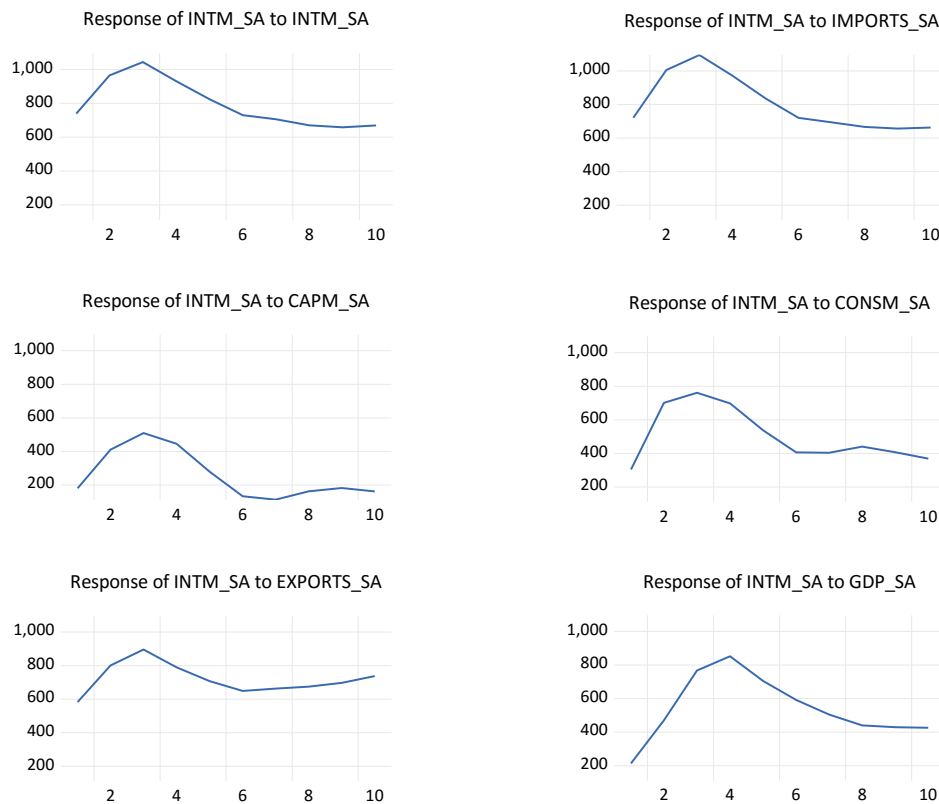 Response of INTM_SA to INTM_SA
1,000
800
600
400
200
2 4 6 8 10
Response of INTM_SA to IMPORTS_SA
1,000
800
600
400
200
2 4 6 8 10
Response of INTM_SA to CAPM_SA
1,000
800
600
400
200
2 4 6 8 10
Response of INTM_SA to CONSM_SA
1,000
800
600
400
200
2 4 6 8 10
Response of INTM_SA to EXPORTS_SA
1,000
800
600
400
200
2 4 6 8 10
Response of INTM_SA to GDP_SA
1,000
800
600
400
200
2 4 6 8 10